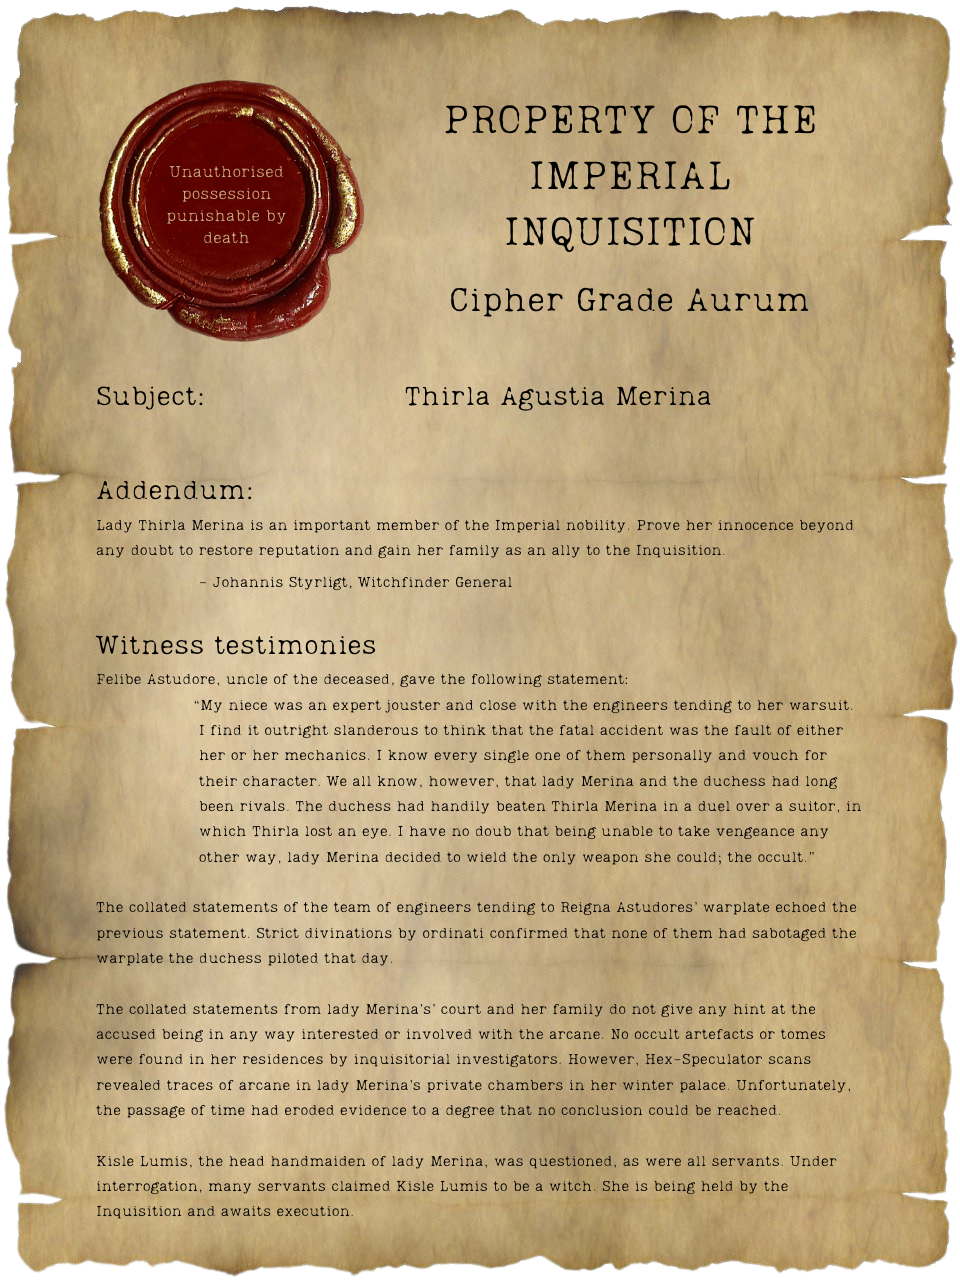 Unauthorised
possession
punishable by
death
PROPERTY OF THE
IMPERIAL
INQUISITION
Cipher Grade Aurum
Subject: Thirla Agustia Merina
Addendum:
Lady Thirla Merina is an important member of the Imperial nobility. Prove her innocence beyond
any doubt to restore reputation and gain her family as an ally to the Inquisition.
– Johannis Styrligt, Witchfinder General
Witness testimonies
Felibe Astudore, uncle of the deceased, gave the following statement:
“My niece was an expert jouster and close with the engineers tending to her warsuit.
I find it outright slanderous to think that the fatal accident was the fault of either
her or her mechanics. I know every single one of them personally and vouch for
their character. We all know, however, that lady Merina and the duchess had long
been rivals. The duchess had handily beaten Thirla Merina in a duel over a suitor, in
which Thirla lost an eye. I have no doub that being unable to take vengeance any
other way, lady Merina decided to wield the only weapon she could; the occult.”
The collated statements of the team of engineers tending to Reigna Astudores’ warplate echoed the
previous statement. Strict divinations by ordinati confirmed that none of them had sabotaged the
warplate the duchess piloted that day.
The collated statements from lady Merina’s’ court and her family do not give any hint at the
accused being in any way interested or involved with the arcane. No occult artefacts or tomes
were found in her residences by inquisitorial investigators. However, Hex-Speculator scans
revealed traces of arcane in lady Merina’s private chambers in her winter palace. Unfortunately,
the passage of time had eroded evidence to a degree that no conclusion could be reached.
Kisle Lumis, the head handmaiden of lady Merina, was questioned, as were all servants. Under
interrogation, many servants claimed Kisle Lumis to be a witch. She is being held by the
Inquisition and awaits execution.